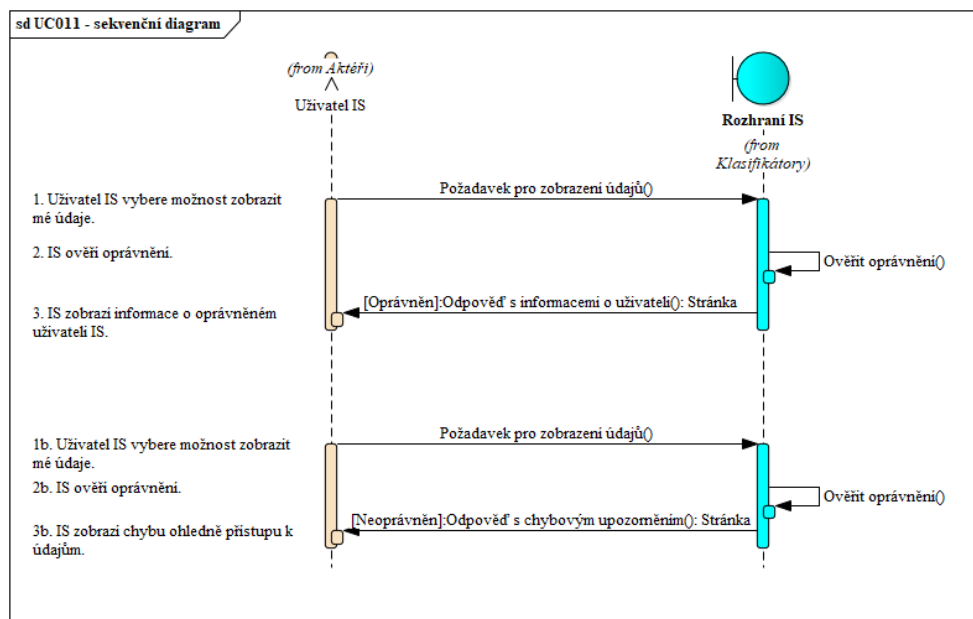 sd UC011 - sekvenční diagram
(from Aktéři)
Uživatel IS
Rozhraní IS
(from
Klasifikátory)
1. Uživatel IS vybere možnost zobrazit
mé údaje.
Požadavek pro zobrazení údajů()
2. IS ověří oprávnění.
Ověřit oprávnění()
3. IS zobrazí informace o oprávněném
uživateli IS.
[Oprávněn]:Odpověď s informacemi o uživateli(): Stránka
1b. Uživatel IS vybere možnost zobrazit
mé údaje.
Požadavek pro zobrazení údajů()
2b. IS ověří oprávnění.
Ověřit oprávnění()
3b. IS zobrazí chybu ohledně přístupu k
údajům.
[Neoprávněn]:Odpověď s chybovým upozorněním(): Stránka